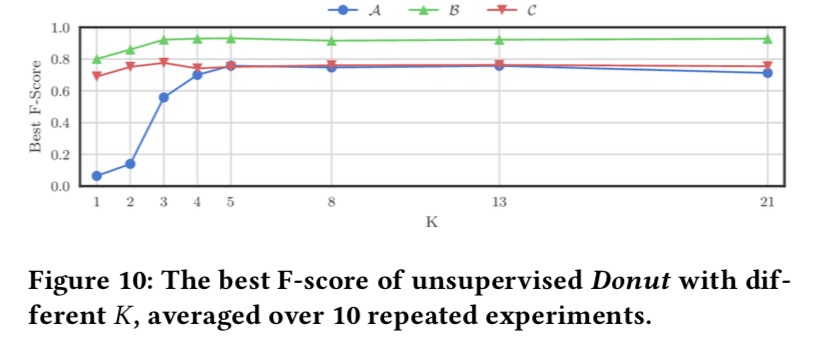 𝒜 ℬ 𝒞
1.0
0.8
0.6
0.4
0.2
0.0
Best F-Score
1 2 3 4 5 8 13 21
K
Figure 10: The best F-score of unsupervised Donut with dif-
ferent K, averaged over 10 repeated experiments.